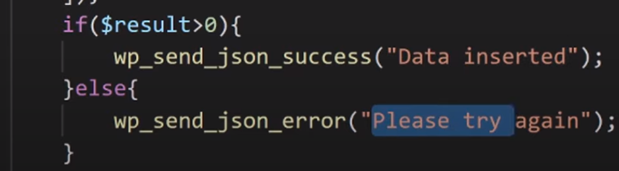 if($result>0){
wp_send_json_success("Data inserted");
}else{
wp_send_json_error("Please try again");
}